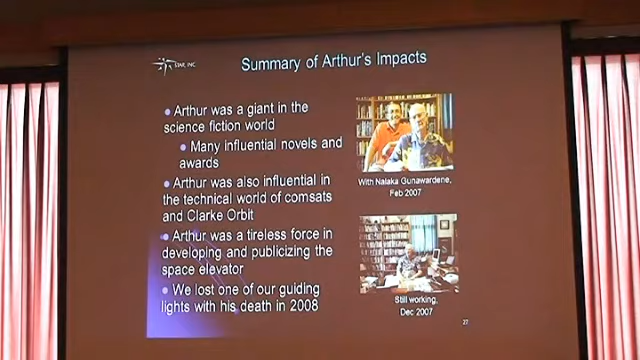 STAR, INC
Summary of Arthur's Impacts
Arthur was a giant in the
science fiction world
Many influential novels and
awards
Arthur was also influential in
the technical world of comsats
and Clarke Orbit
Arthur was a tireless force in
developing and publicizing the
space elevator
We lost one of our guiding
lights with his death in 2008
With Nalaka Gunawardene,
Feb 2007
Still working,
Dec 2007
27